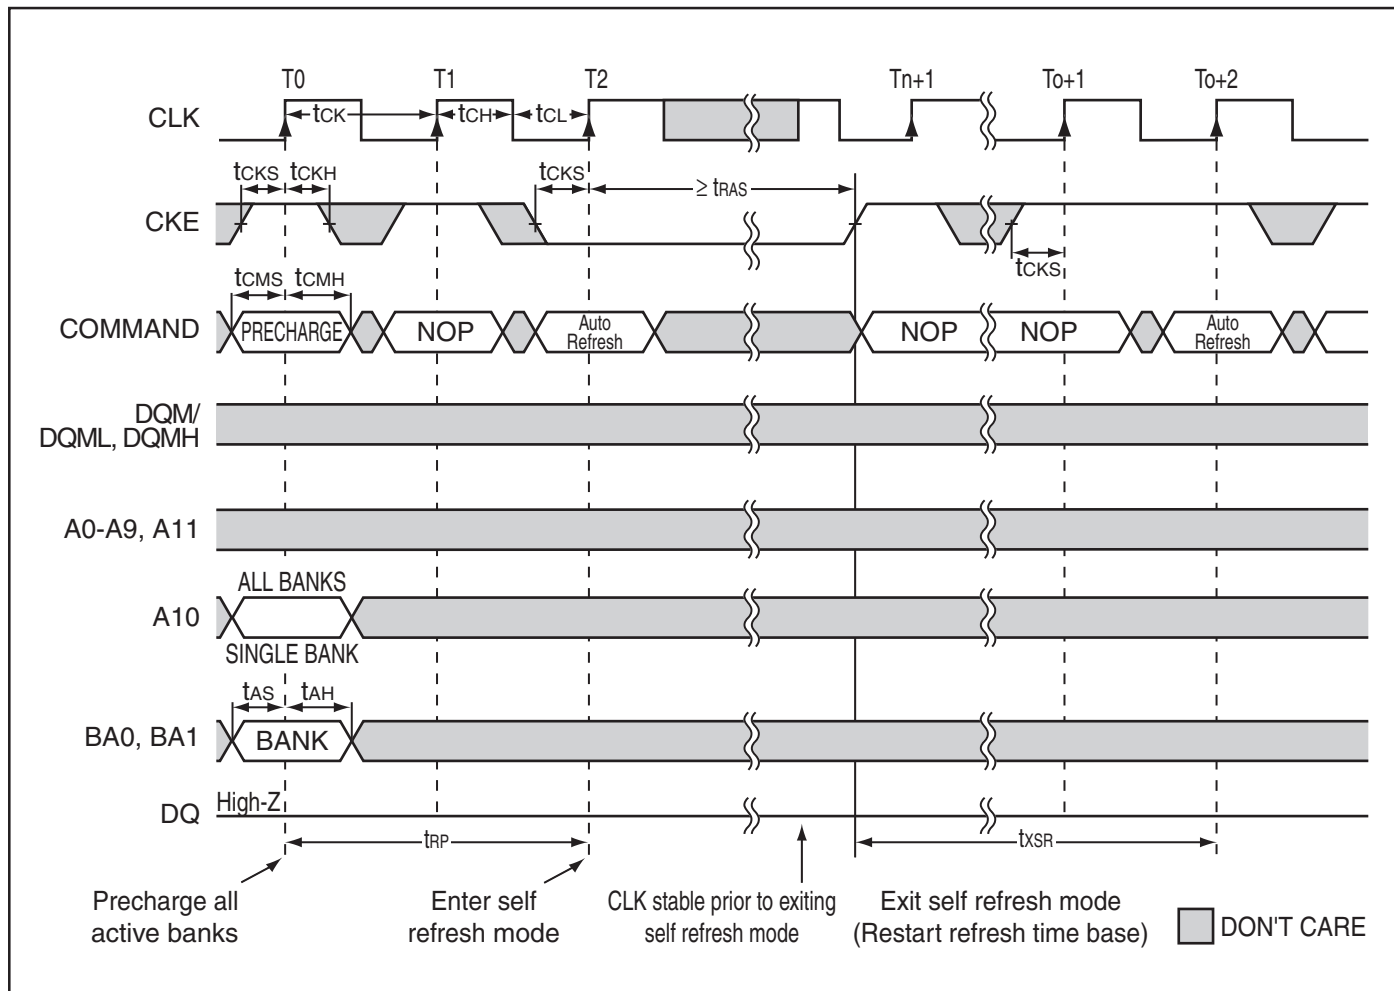 T0 T1 T2 Tn+1 To+1 To+2
CLK
tCK tCH tCL
tCKS tCKH tCKS ≥ tRAS
CKE
tCKS
tCMS tCMH
COMMAND PRECHARGE NOP Auto Refresh NOP NOP Auto Refresh
DQM/
DQML, DQMH
A0-A9, A11
ALL BANKS
A10
SINGLE BANK
tAS tAH
BA0, BA1 BANK
DQ High-Z
tRP tXSR
Precharge all
active banks
Enter self
refresh mode
CLK stable prior to exiting
self refresh mode
Exit self refresh mode
(Restart refresh time base)
DON'T CARE